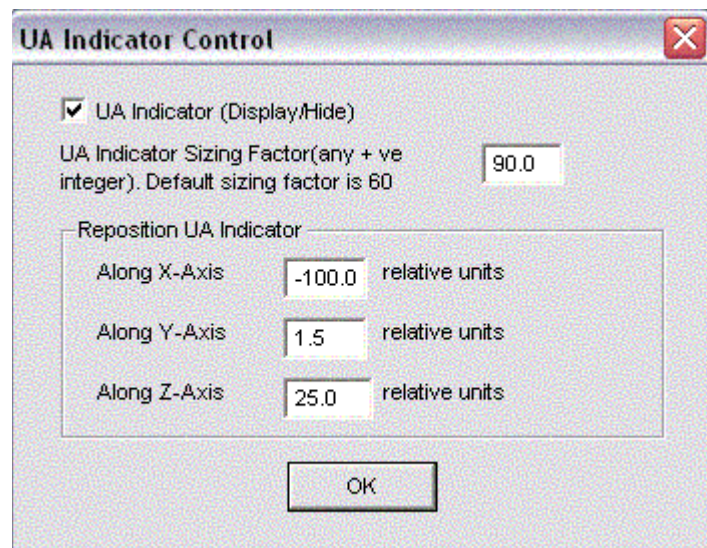 UA Indicator Control
UA Indicator (Display/Hide)
UA Indicator Sizing Factor(any + ve
integer). Default sizing factor is 60
90.0
Reposition UA Indicator
Along X-Axis -100.0 relative units
Along Y-Axis 1.5 relative units
Along Z-Axis 25.0 relative units
OK